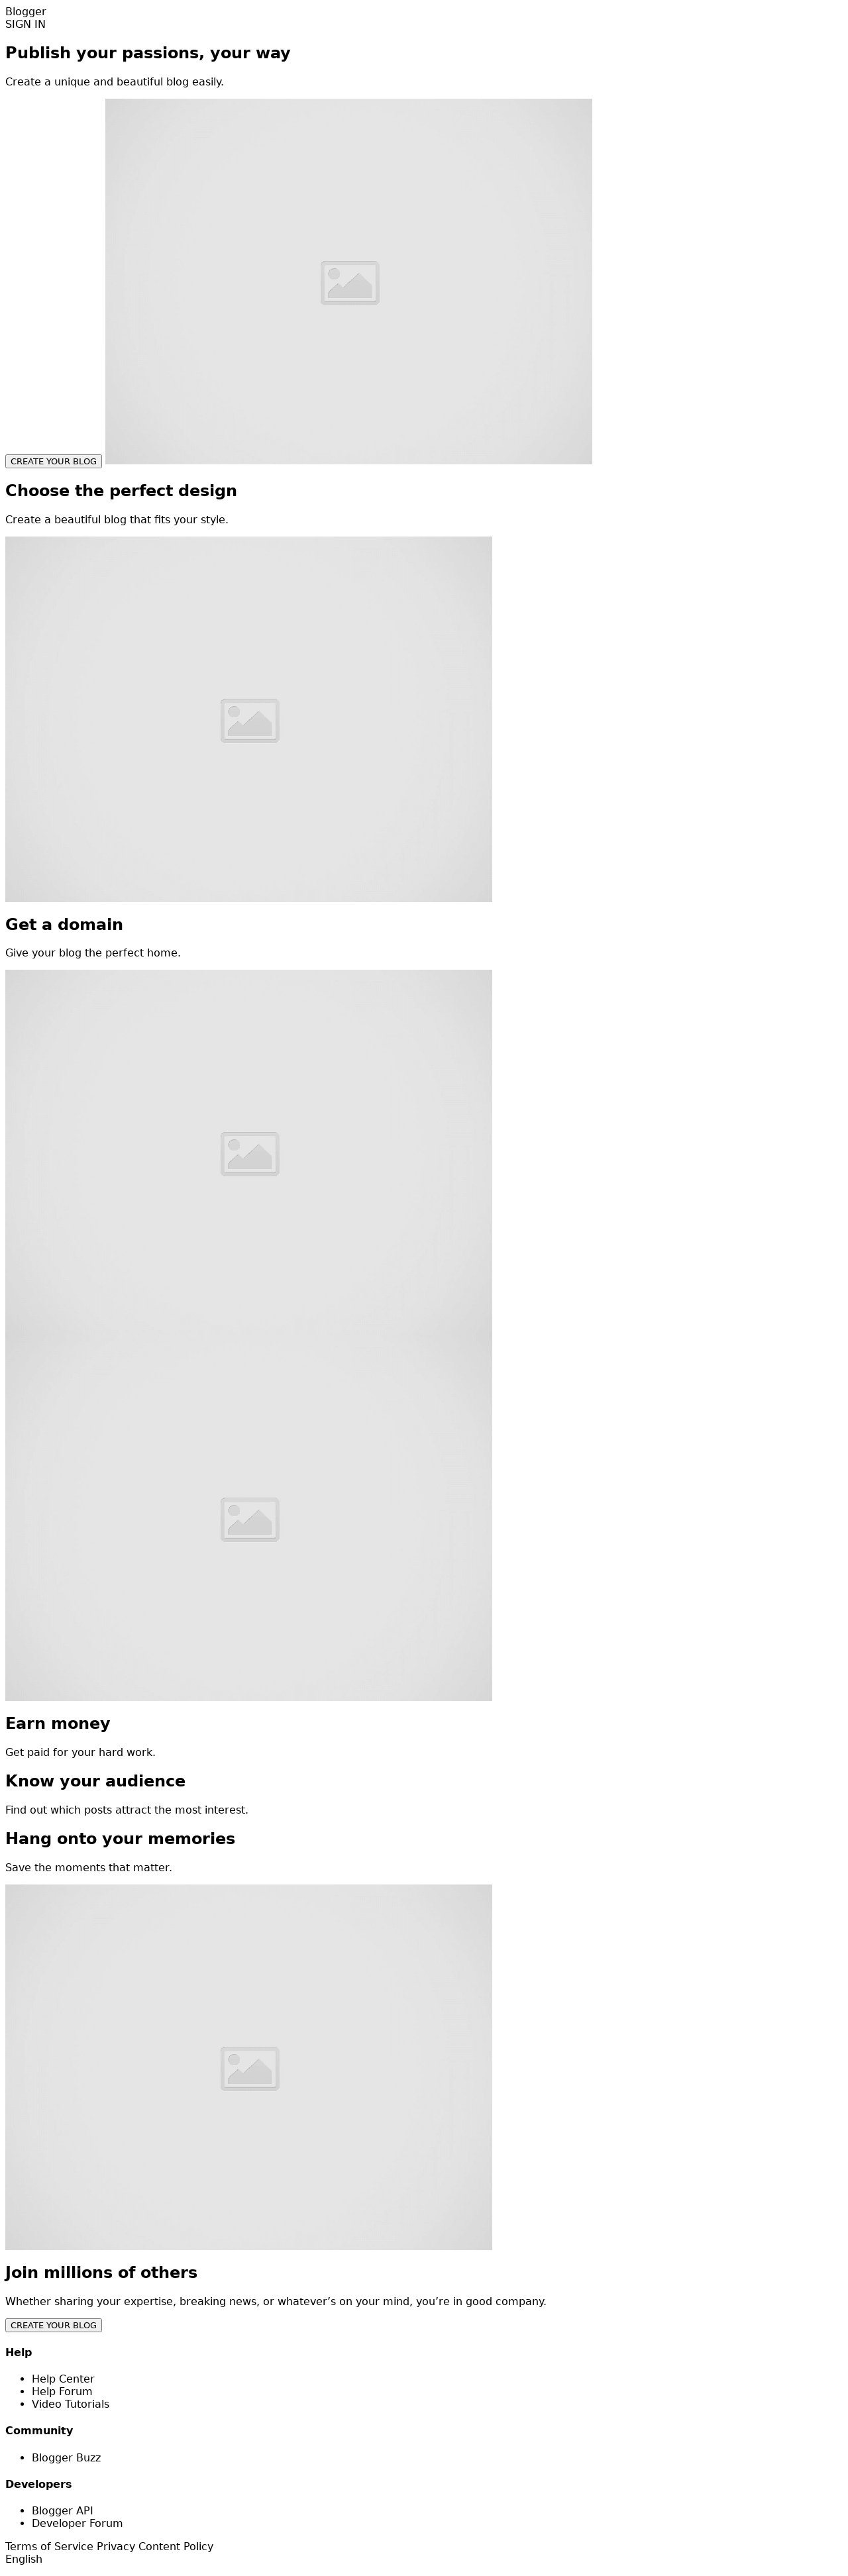 Blogger
SIGN IN
Publish your passions, your way
Create a unique and beautiful blog easily.
CREATE YOUR BLOG
Choose the perfect design
Create a beautiful blog that fits your style.
Get a domain
Give your blog the perfect home.
Earn money
Get paid for your hard work.
Know your audience
Find out which posts attract the most interest.
Hang onto your memories
Save the moments that matter.
Join millions of others
Whether sharing your expertise, breaking news, or whatever’s on your mind, you’re in good company.
CREATE YOUR BLOG
Help
• Help Center
• Help Forum
• Video Tutorials
Community
• Blogger Buzz
Developers
• Blogger API
• Developer Forum
Terms of Service Privacy Content Policy
English